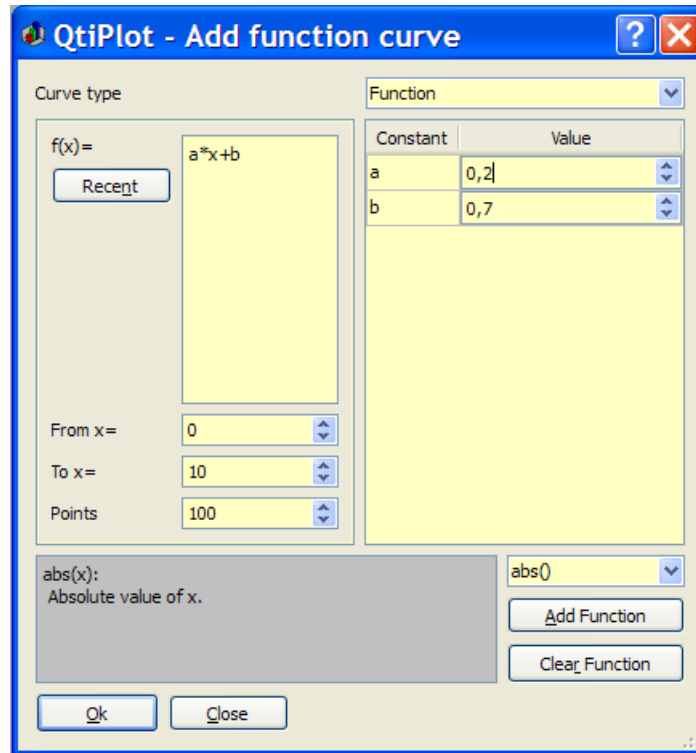 QtiPlot - Add function curve
Curve type
Function
f(x)=
Recent
a*x+b
Constant Value
a 0,2
b 0,7
From x= 0
To x= 10
Points 100
abs(x):
Absolute value of x.
abs()
Add Function
Clear Function
Ok
Close